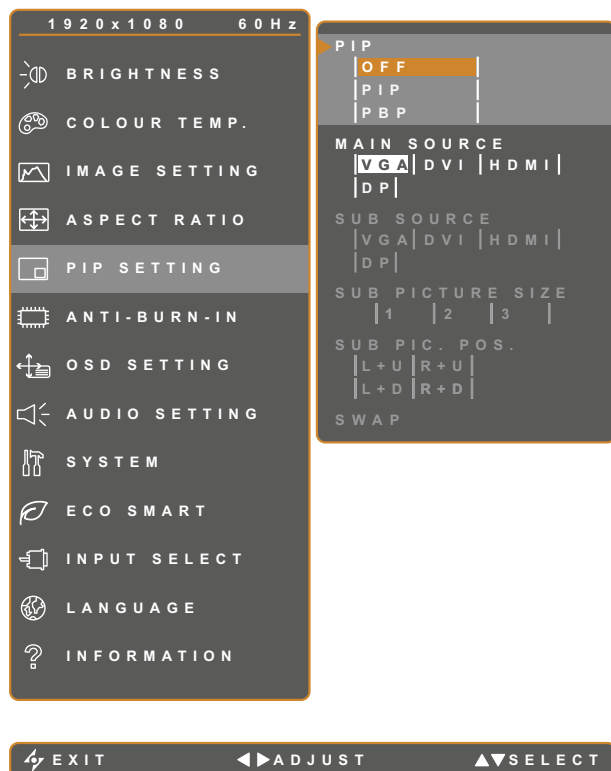 1920x1080 60Hz
BRIGHTNESS
COLOUR TEMP.
IMAGE SETTING
ASPECT RATIO
PIP SETTING
ANTI-BURN-IN
OSD SETTING
AUDIO SETTING
SYSTEM
ECO SMART
INPUT SELECT
LANGUAGE
INFORMATION
PIP
OFF
PIP
PBP
MAIN SOURCE
VGA DVI HDMI
DP
SUB SOURCE
VGA DVI HDMI
DP
SUB PICTURE SIZE
1 2 3
SUB PIC. POS.
L+U R+U
L+D R+D
SWAP
EXIT ADJUST SELECT